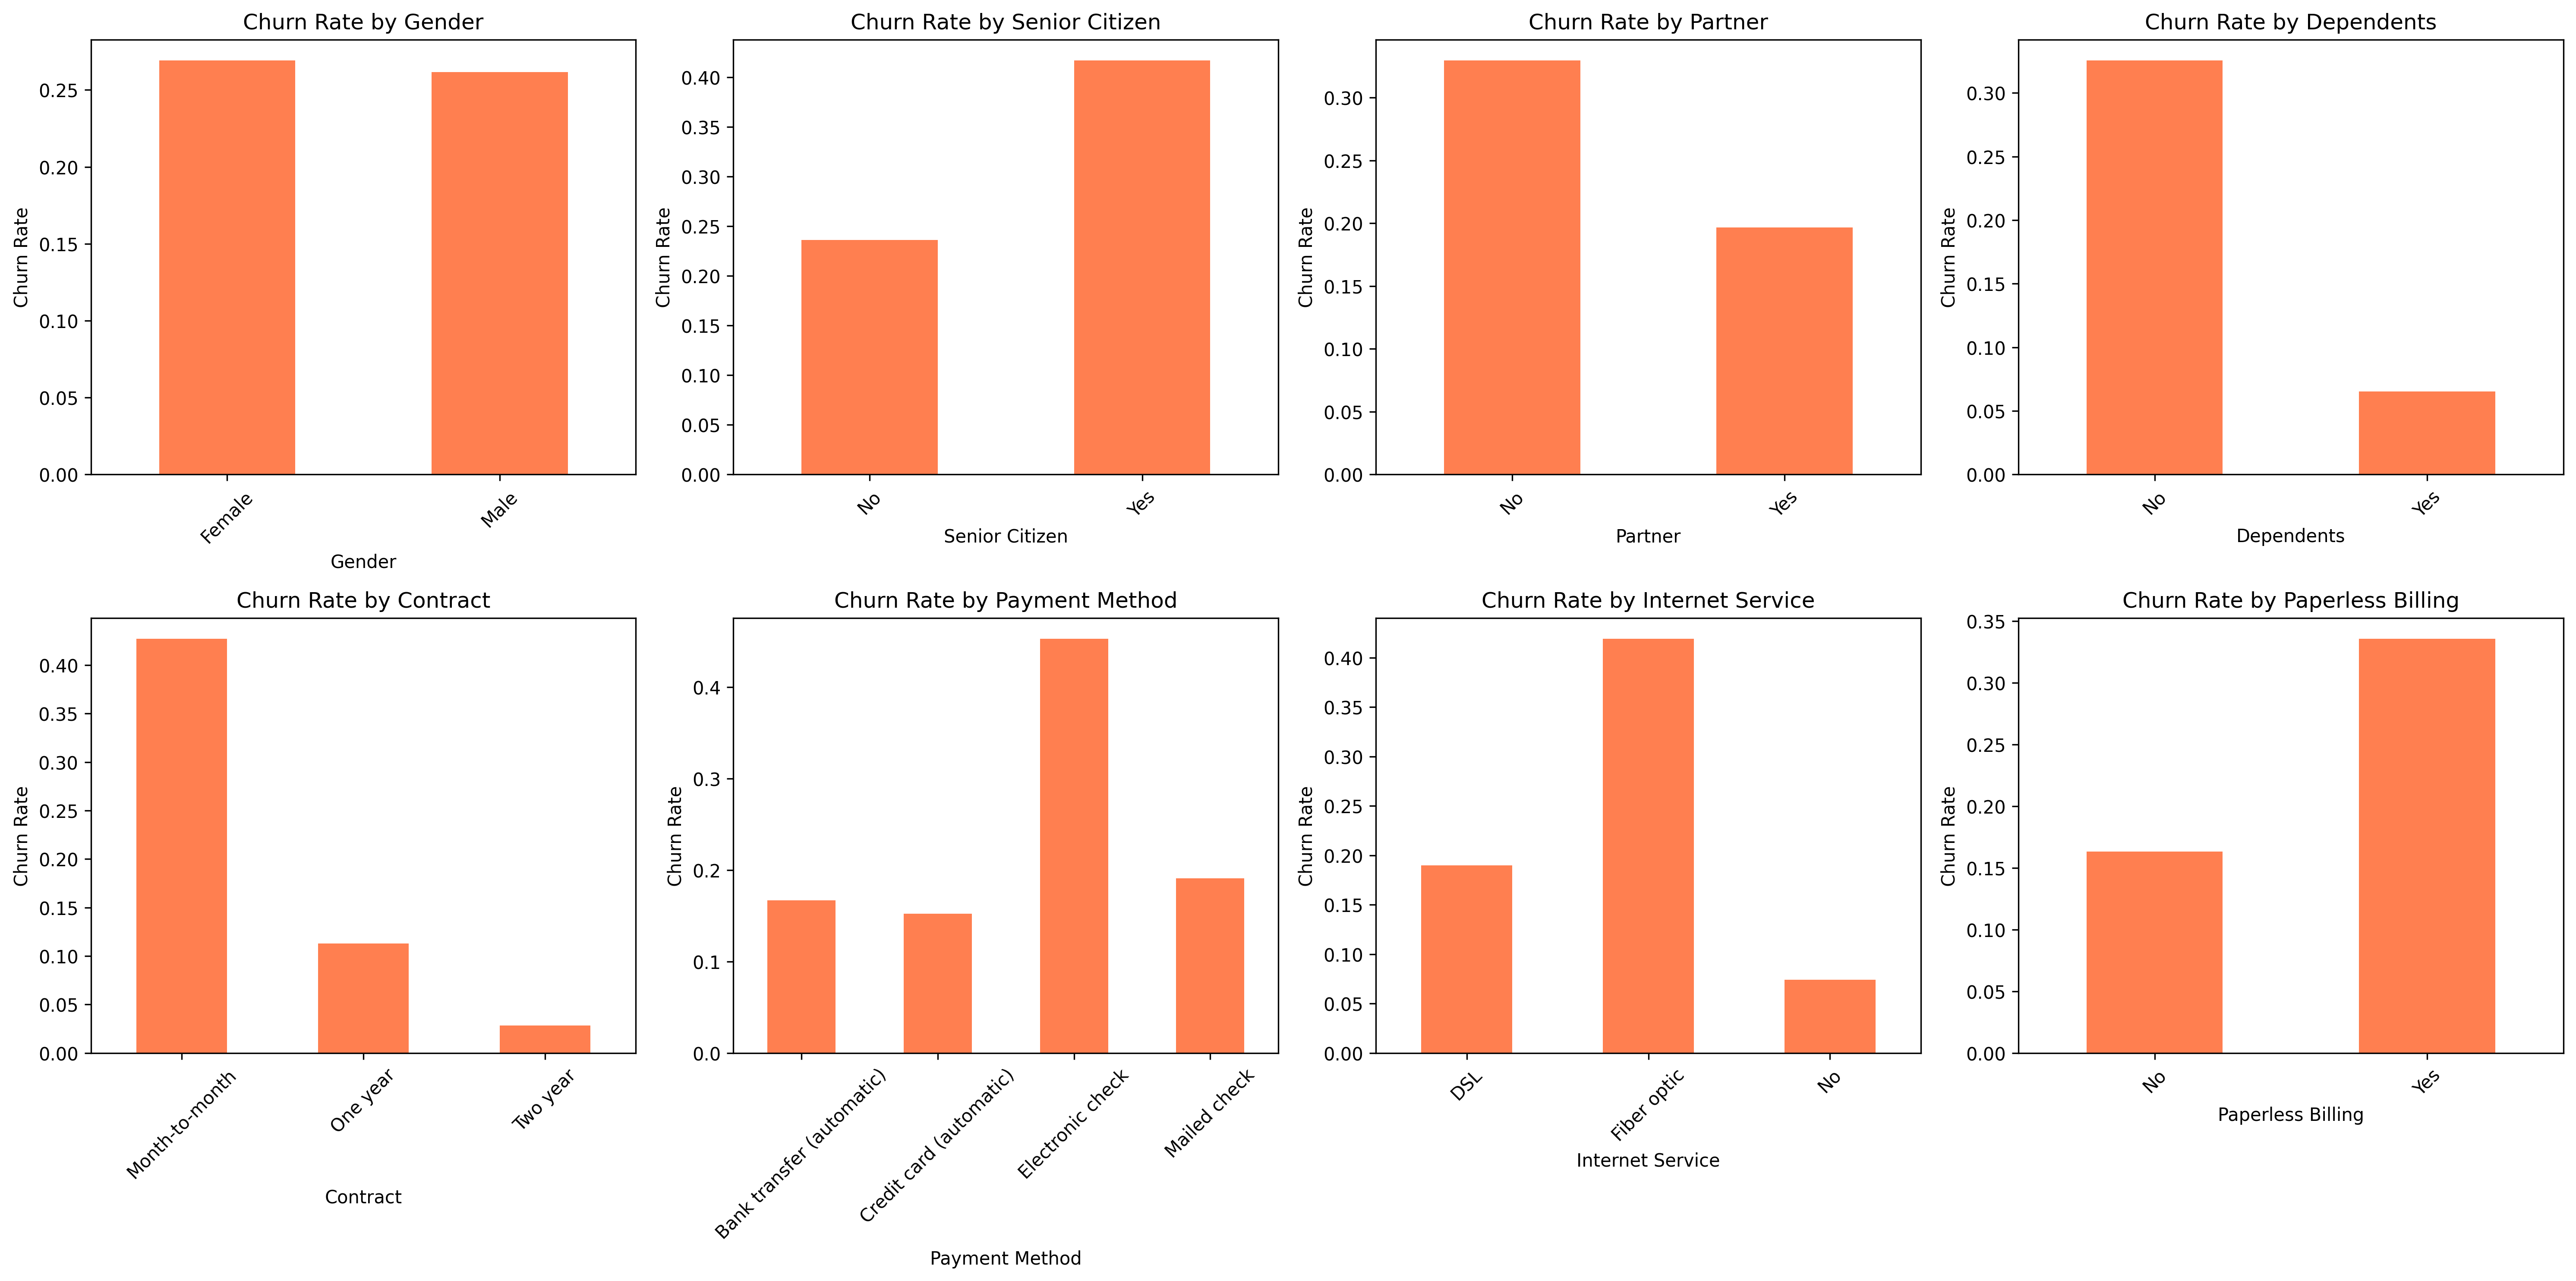 Churn Rate by Gender
Churn Rate
0.25
0.20
0.15
0.10
0.05
0.00
Female
Male
Gender
Churn Rate by Senior Citizen
Churn Rate
0.40
0.35
0.30
0.25
0.20
0.15
0.10
0.05
0.00
No
Yes
Senior Citizen
Churn Rate by Partner
Churn Rate
0.30
0.25
0.20
0.15
0.10
0.05
0.00
No
Yes
Partner
Churn Rate by Dependents
Churn Rate
0.30
0.25
0.20
0.15
0.10
0.05
0.00
No
Yes
Dependents
Churn Rate by Contract
Churn Rate
0.40
0.35
0.30
0.25
0.20
0.15
0.10
0.05
0.00
Month-to-month
One year
Two year
Contract
Churn Rate by Payment Method
Churn Rate
0.4
0.3
0.2
0.1
0.0
Bank transfer (automatic)
Credit card (automatic)
Electronic check
Mailed check
Payment Method
Churn Rate by Internet Service
Churn Rate
0.40
0.35
0.30
0.25
0.20
0.15
0.10
0.05
0.00
DSL
Fiber optic
No
Internet Service
Churn Rate by Paperless Billing
Churn Rate
0.35
0.30
0.25
0.20
0.15
0.10
0.05
0.00
No
Yes
Paperless Billing